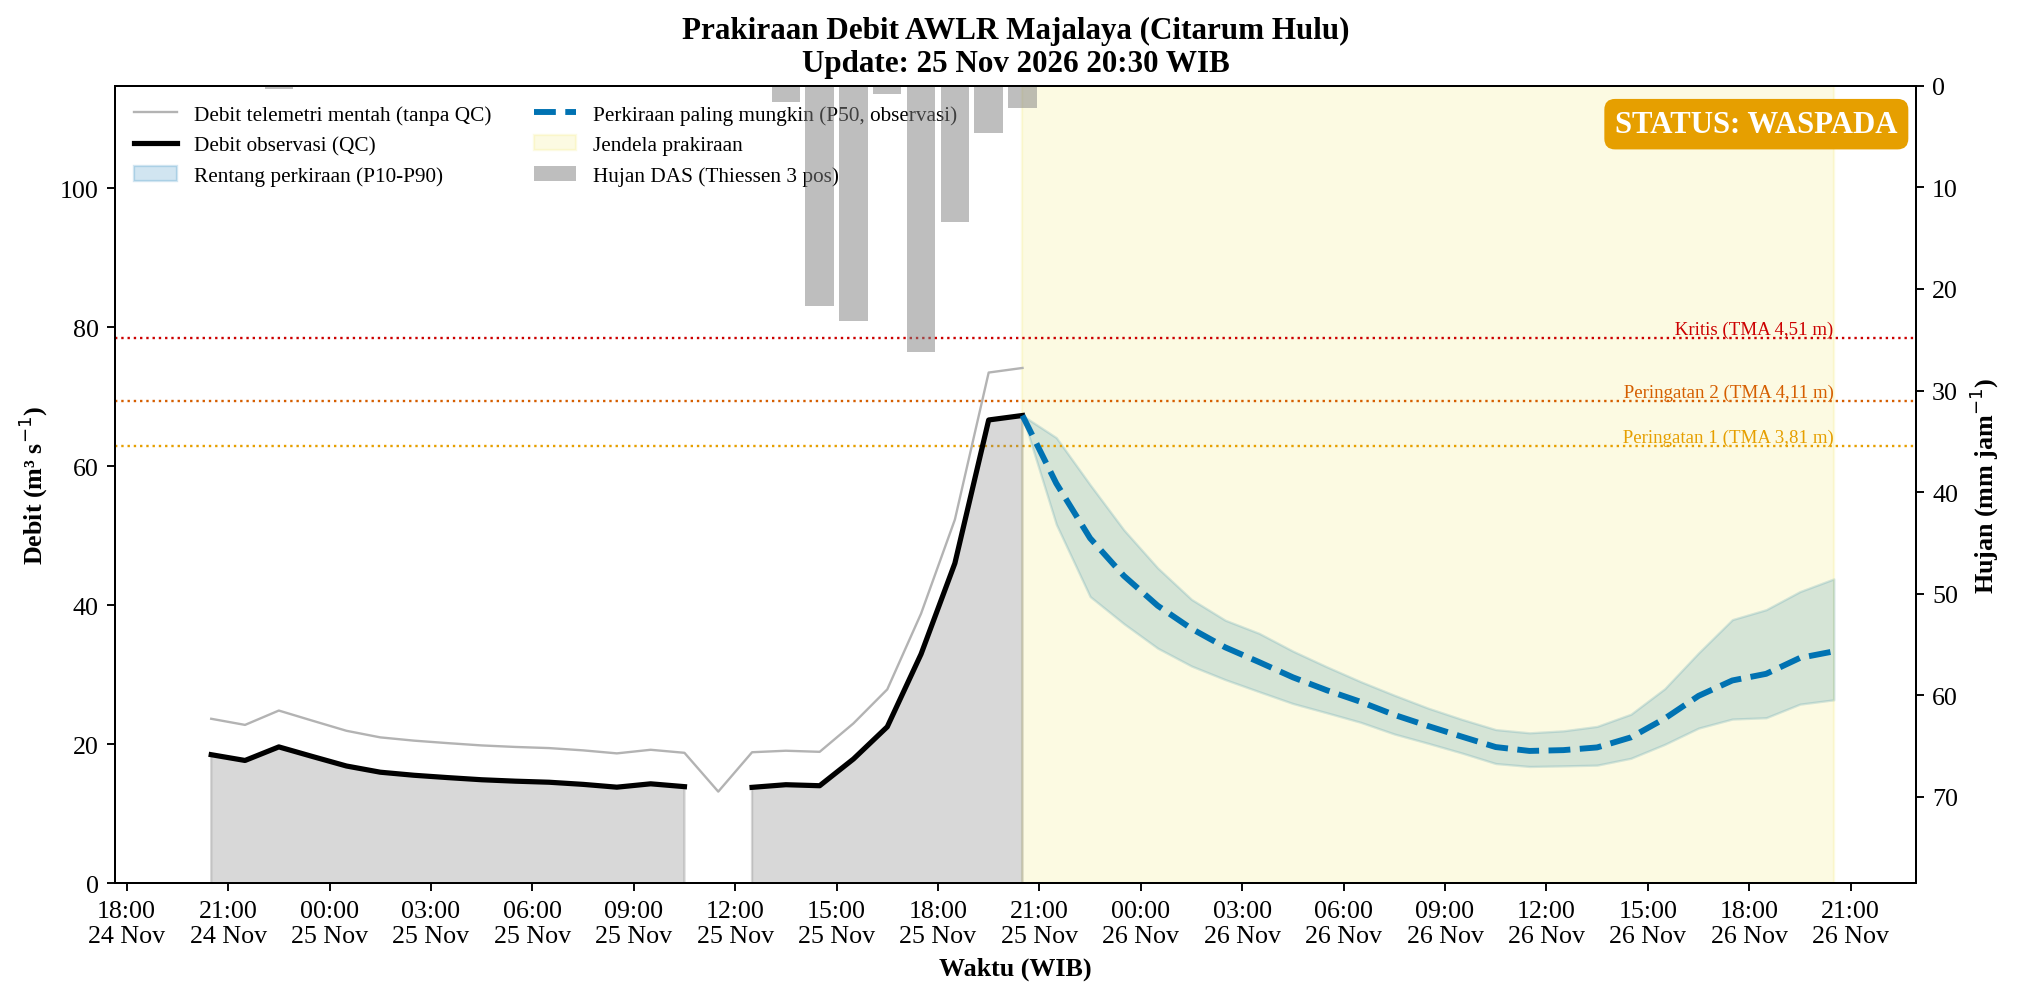 Prakiraan Debit AWLR Majalaya (Citarum Hulu)
Update: 25 Nov 2026 20:30 WIB
Debit telemetri mentah (tanpa QC)
Debit observasi (QC)
Rentang perkiraan (P10-P90)
Perkiraan paling mungkin (P50, observasi)
Jendela prakiraan
Hujan DAS (Thiessen 3 pos)
STATUS: WASPADA
Kritis (TMA 4,51 m)
Peringatan 2 (TMA 4,11 m)
Peringatan 1 (TMA 3,81 m)
Debit (m³ s⁻¹)
100
80
60
40
20
0
Hujan (mm jam⁻¹)
0
10
20
30
40
50
60
70
18:00 21:00 00:00 03:00 06:00 09:00 12:00 15:00 18:00 21:00 00:00 03:00 06:00 09:00 12:00 15:00 18:00 21:00
24 Nov 24 Nov 25 Nov 25 Nov 25 Nov 25 Nov 25 Nov 25 Nov 25 Nov 25 Nov 26 Nov 26 Nov 26 Nov 26 Nov 26 Nov 26 Nov 26 Nov 26 Nov
Waktu (WIB)